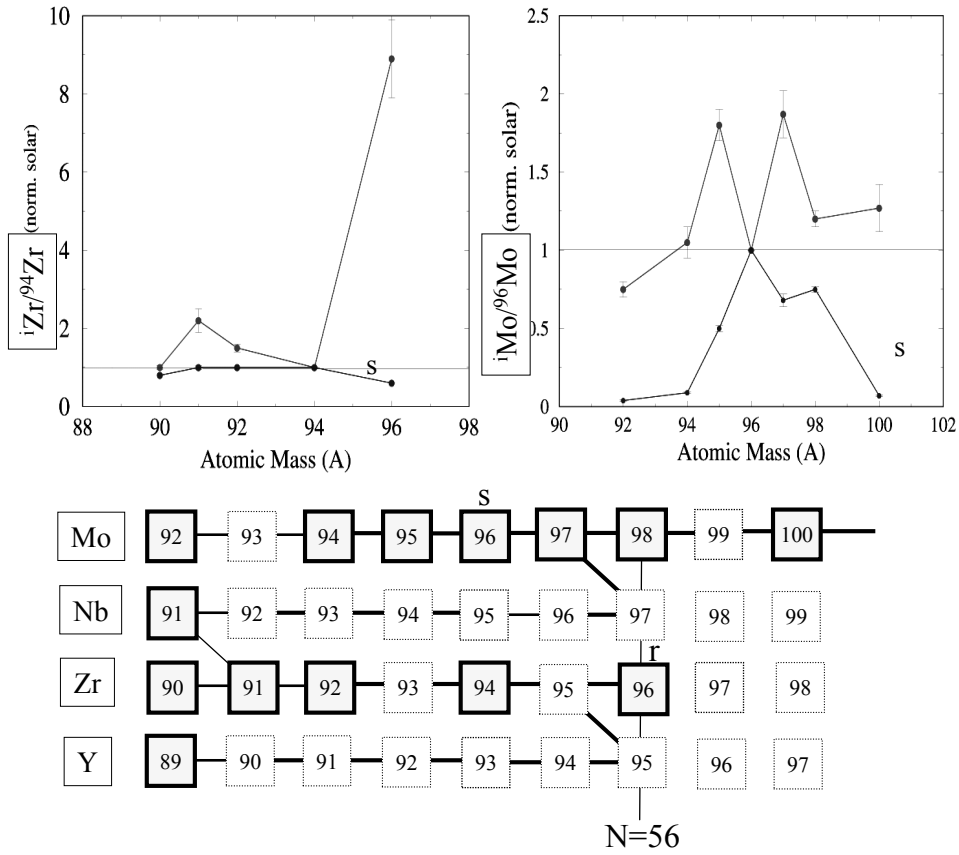 10
8
6
4
2
0
88
90
92
94
96
98
Atomic Mass (A)
ⁱZr/⁹⁴Zr (norm. solar)
s
2.5
2
1.5
1
0.5
0
90
92
94
96
98
100
102
Atomic Mass (A)
ⁱMo/⁹⁶Mo (norm. solar)
s
s
Mo 92 93 94 95 96 97 98 99 100
Nb 91 92 93 94 95 96 97 98 99
r
Zr 90 91 92 93 94 95 96 97 98
Y 89 90 91 92 93 94 95 96 97
N=56